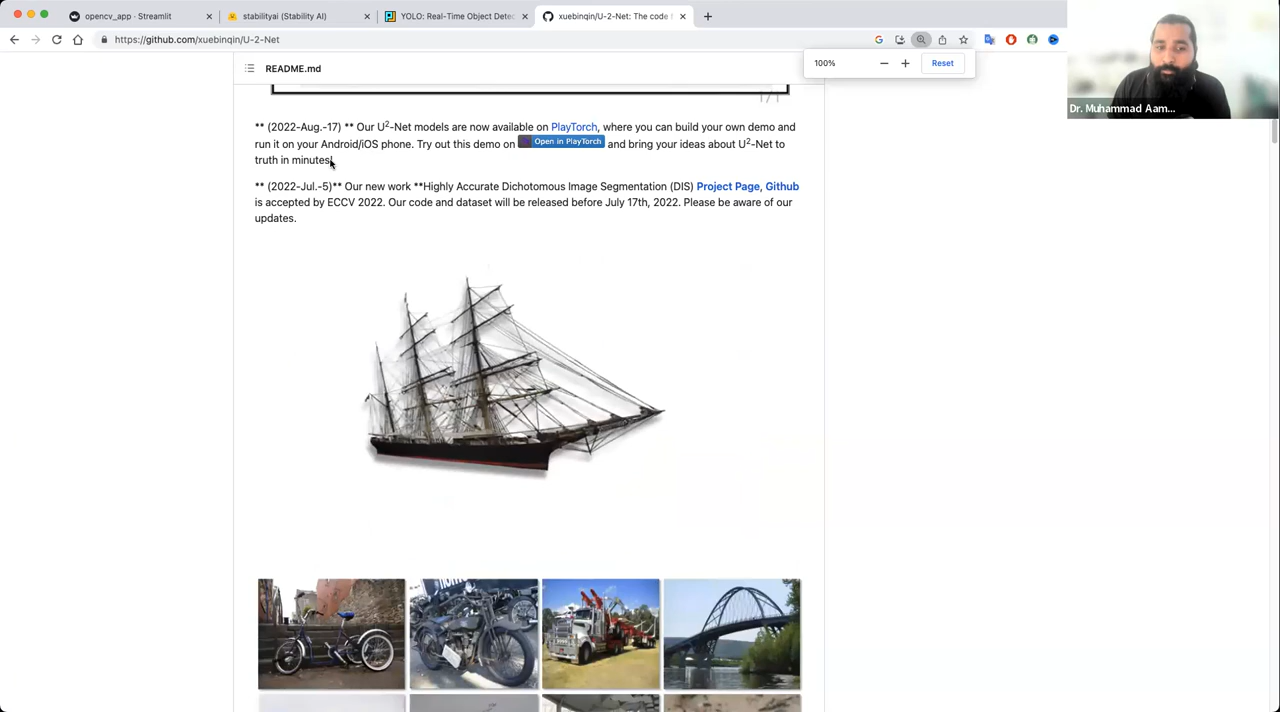 opencv_app · Streamlit
stabilityai (Stability AI)
YOLO: Real-Time Object Dete
xuebinqin/U-2-Net: The code f
https://github.com/xuebinqin/U-2-Net
README.md
100%
Reset
Dr. Muhammad Aam...
** (2022-Aug.-17) ** Our U2-Net models are now available on PlayTorch, where you can build your own demo and
run it on your Android/iOS phone. Try out this demo on Open in PlayTorch and bring your ideas about U2-Net to
truth in minutes!
** (2022-Jul.-5)** Our new work **Highly Accurate Dichotomous Image Segmentation (DIS) Project Page, Github
is accepted by ECCV 2022. Our code and dataset will be released before July 17th, 2022. Please be aware of our
updates.